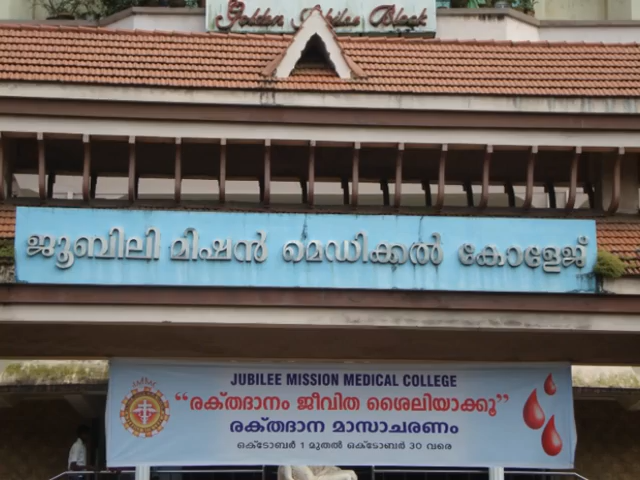 Golden Jubilee Block
ജൂബിലി മിഷൻ മെഡിക്കൽ കോളേജ്
JUBILEE MISSION MEDICAL COLLEGE
“രക്തദാനം ജീവിത ശൈലിയാക്കൂ”
രക്തദാന മാസാചരണം
ഒക്ടോബർ 1 മുതൽ ഒക്ടോബർ 30 വരെ